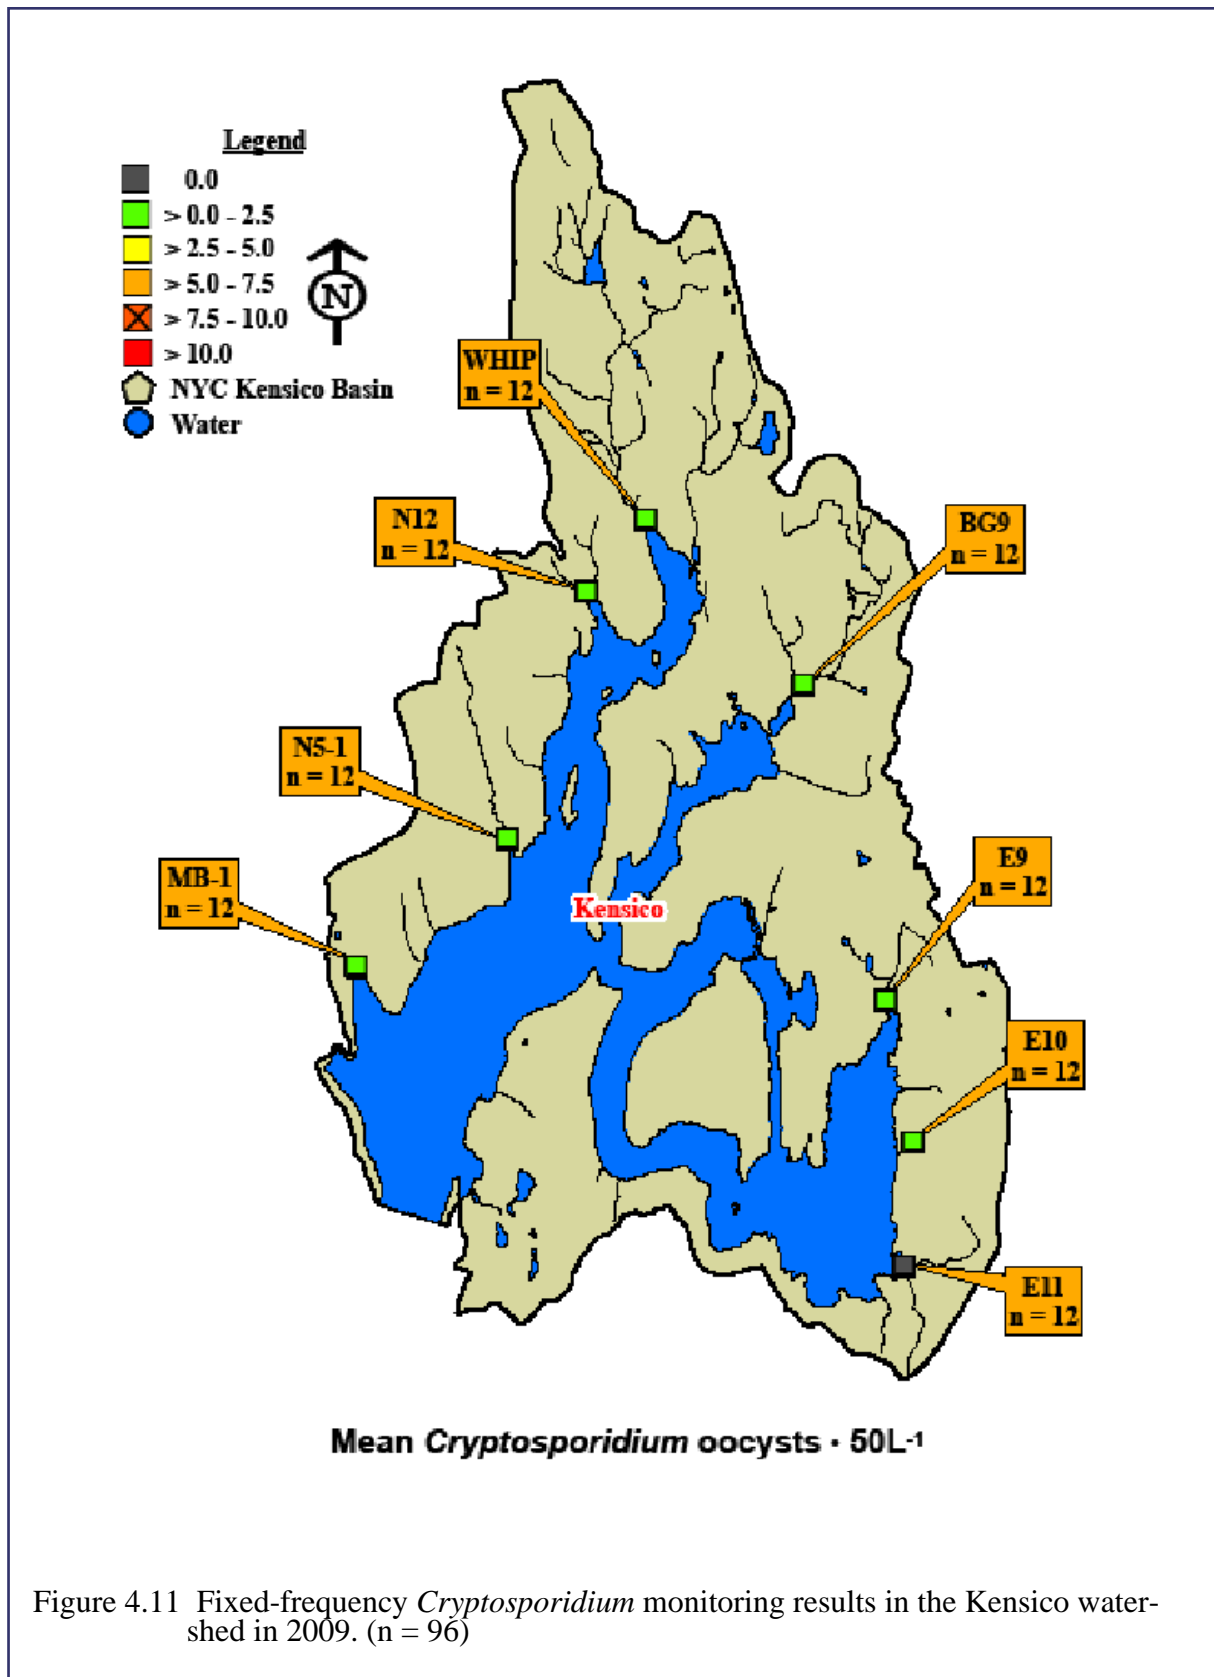 Legend
0.0
> 0.0 - 2.5
> 2.5 - 5.0
> 5.0 - 7.5
> 7.5 - 10.0
> 10.0
NYC Kensico Basin
Water
N
WHIP
n = 12
N12
n = 12
BG9
n = 12
N5-1
n = 12
MB-1
n = 12
Kensico
E9
n = 12
E10
n = 12
E11
n = 12
Mean Cryptosporidium oocysts · 50L-1
Figure 4.11 Fixed-frequency Cryptosporidium monitoring results in the Kensico water-
shed in 2009. (n = 96)